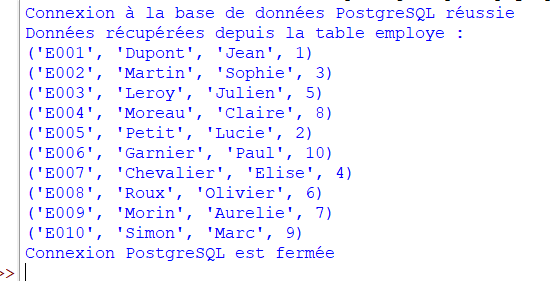 Connexion à la base de données PostgreSQL réussie
Données récupérées depuis la table employe :
('E001', 'Dupont', 'Jean', 1)
('E002', 'Martin', 'Sophie', 3)
('E003', 'Leroy', 'Julien', 5)
('E004', 'Moreau', 'Claire', 8)
('E005', 'Petit', 'Lucie', 2)
('E006', 'Garnier', 'Paul', 10)
('E007', 'Chevalier', 'Elise', 4)
('E008', 'Roux', 'Olivier', 6)
('E009', 'Morin', 'Aurelie', 7)
('E010', 'Simon', 'Marc', 9)
Connexion PostgreSQL est fermée
>>